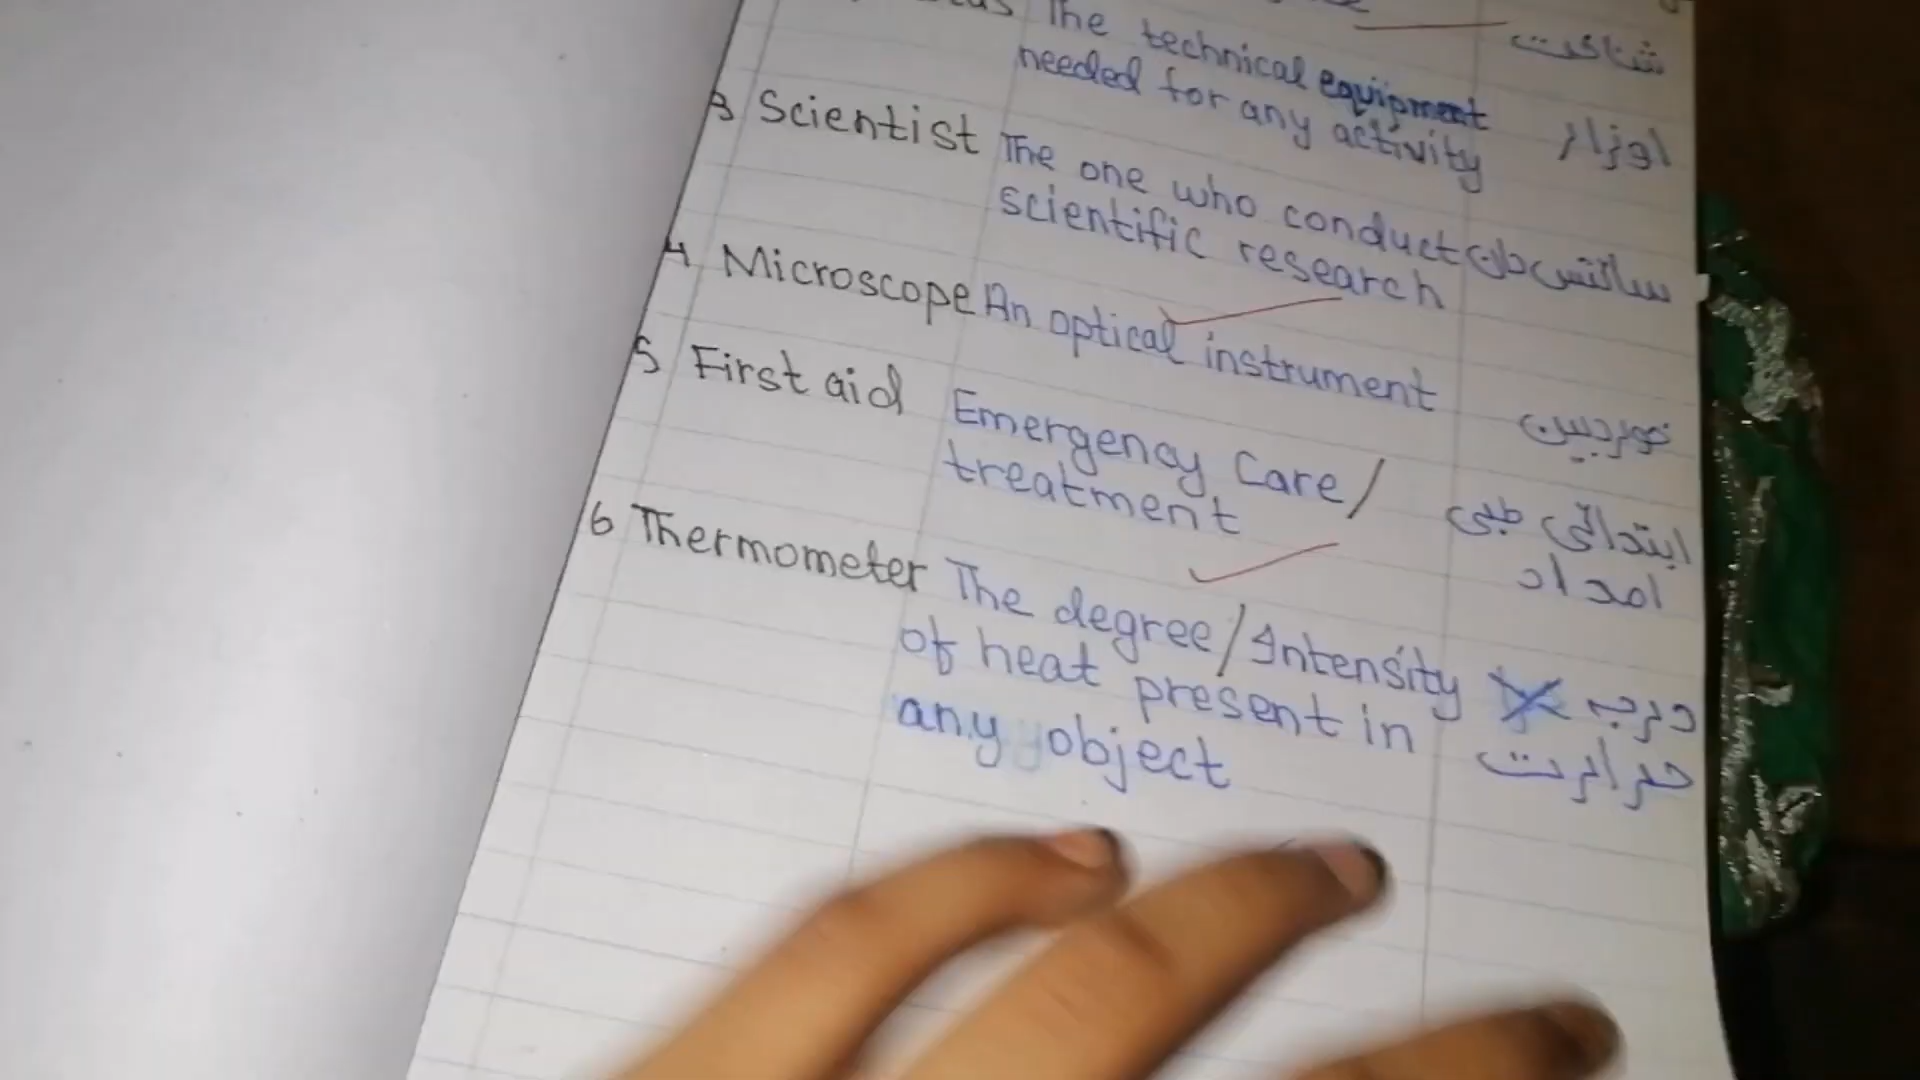 شناخت
The technical equipment
needed for any activity اوزار
3 Scientist The one who conduct سائنس دان
scientific research
4 Microscope An optical instrument خوردبین
5 First aid Emergency Care/ ابتدائی طبی
treatment امداد
6 Thermometer The degree/Intensity درجہ
of heat present in حرارت
any object